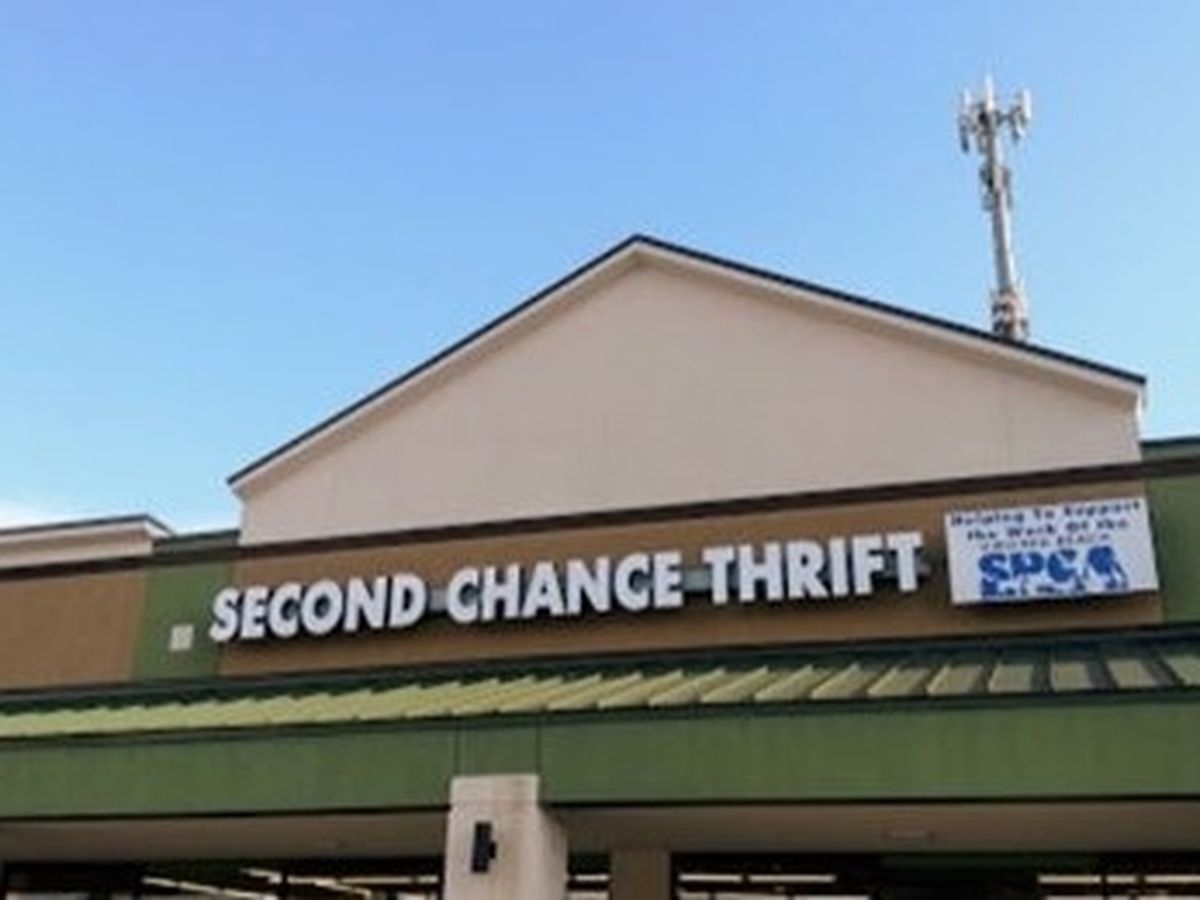 SECOND CHANCE THRIFT
Helping To Support
the Work Of the
SPCA